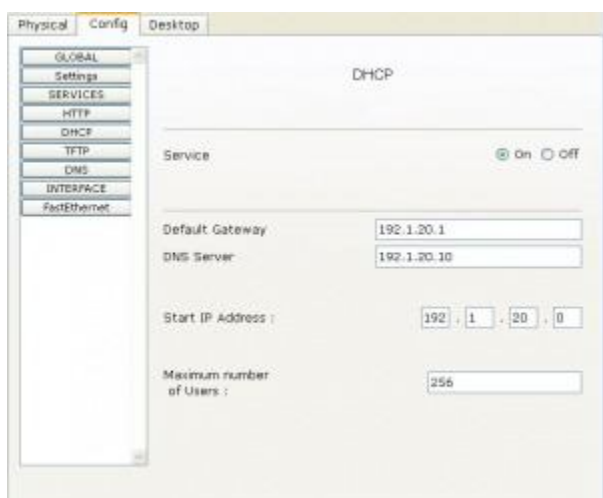 Physical Config Desktop
GLOBAL
Settings
SERVICES
HTTP
DHCP
TFTP
DNS
INTERFACE
FastEthernet
DHCP
Service On Off
Default Gateway 192.1.20.1
DNS Server 192.1.20.10
Start IP Address : 192 . 1 . 20 . 0
Maximum number
of Users : 256